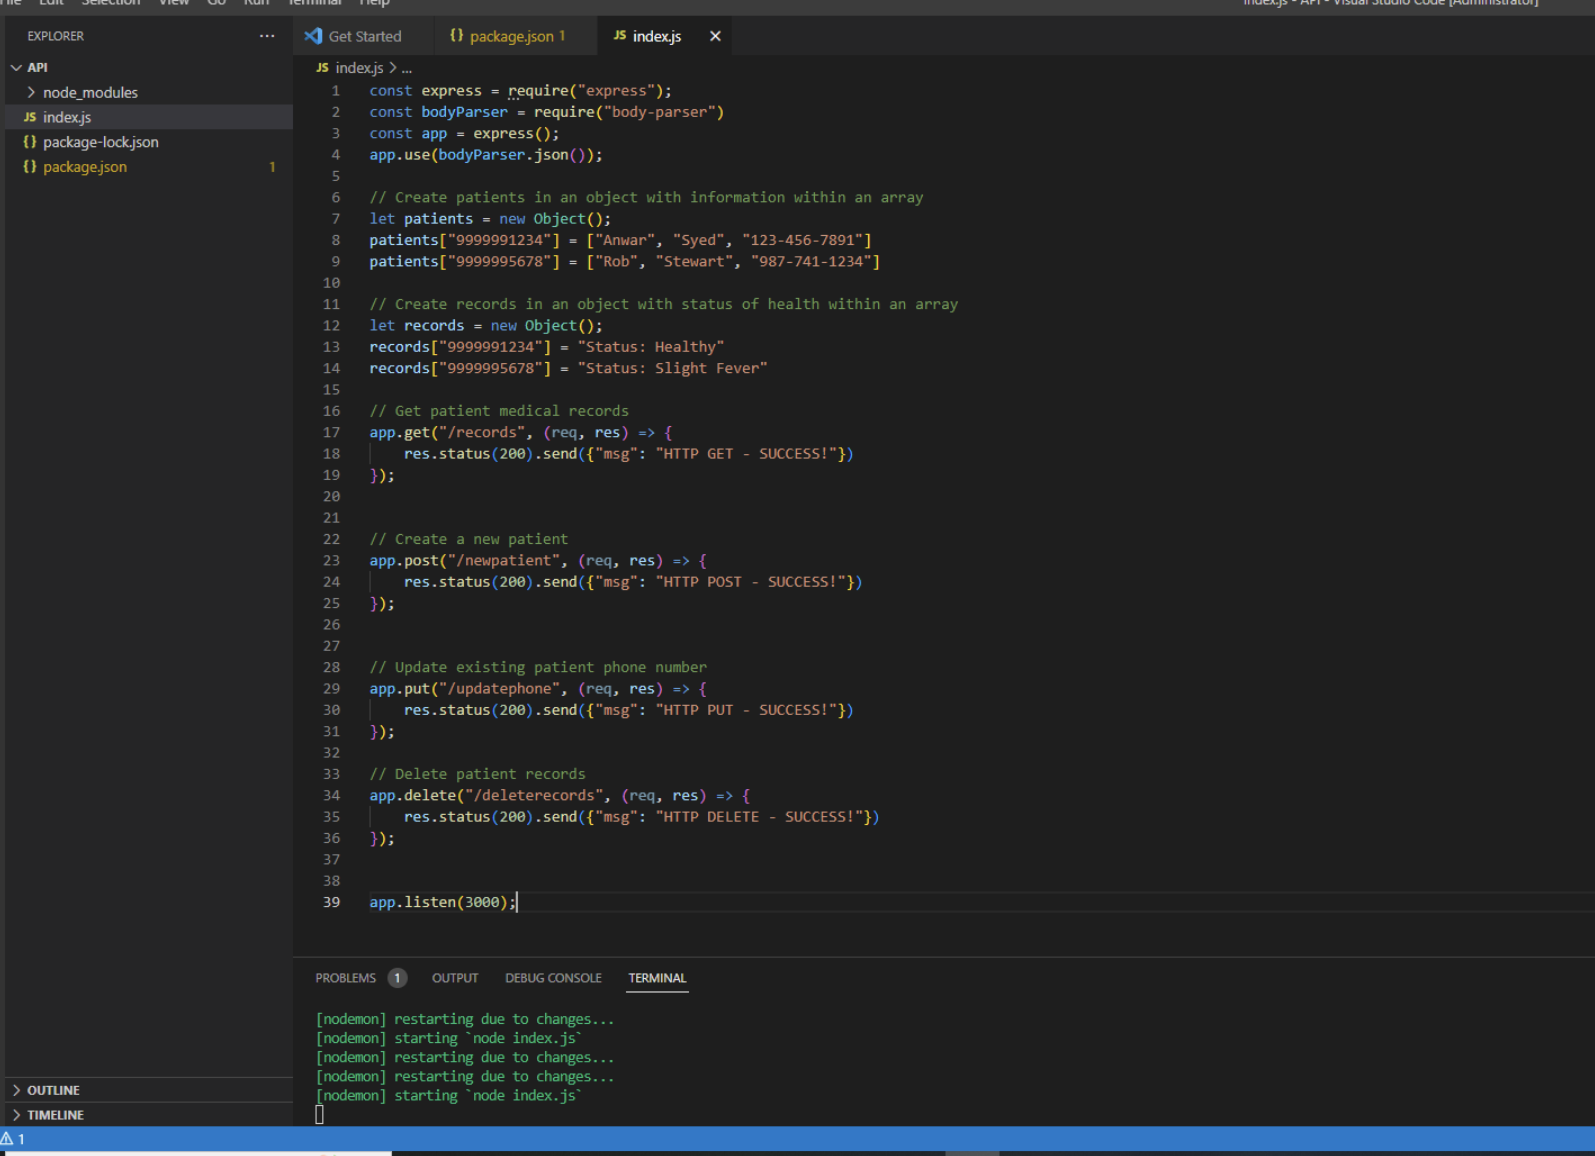 File Edit Selection View Go Run Terminal Help
index.js - API - Visual Studio Code [Administrator]
EXPLORER
Get Started
{} package.json 1
JS index.js
API
node_modules
JS index.js
{} package-lock.json
{} package.json 1
JS index.js > ...
1 const express = require("express");
2 const bodyParser = require("body-parser")
3 const app = express();
4 app.use(bodyParser.json());
5
6 // Create patients in an object with information within an array
7 let patients = new Object();
8 patients["9999991234"] = ["Anwar", "Syed", "123-456-7891"]
9 patients["9999995678"] = ["Rob", "Stewart", "987-741-1234"]
10
11 // Create records in an object with status of health within an array
12 let records = new Object();
13 records["9999991234"] = "Status: Healthy"
14 records["9999995678"] = "Status: Slight Fever"
15
16 // Get patient medical records
17 app.get("/records", (req, res) => {
18 res.status(200).send({"msg": "HTTP GET - SUCCESS!"})
19 });
20
21
22 // Create a new patient
23 app.post("/newpatient", (req, res) => {
24 res.status(200).send({"msg": "HTTP POST - SUCCESS!"})
25 });
26
27
28 // Update existing patient phone number
29 app.put("/updatephone", (req, res) => {
30 res.status(200).send({"msg": "HTTP PUT - SUCCESS!"})
31 });
32
33 // Delete patient records
34 app.delete("/deleterecords", (req, res) => {
35 res.status(200).send({"msg": "HTTP DELETE - SUCCESS!"})
36 });
37
38
39 app.listen(3000);
PROBLEMS 1 OUTPUT DEBUG CONSOLE TERMINAL
[nodemon] restarting due to changes...
[nodemon] starting `node index.js`
[nodemon] restarting due to changes...
[nodemon] restarting due to changes...
[nodemon] starting `node index.js`
OUTLINE
TIMELINE
1